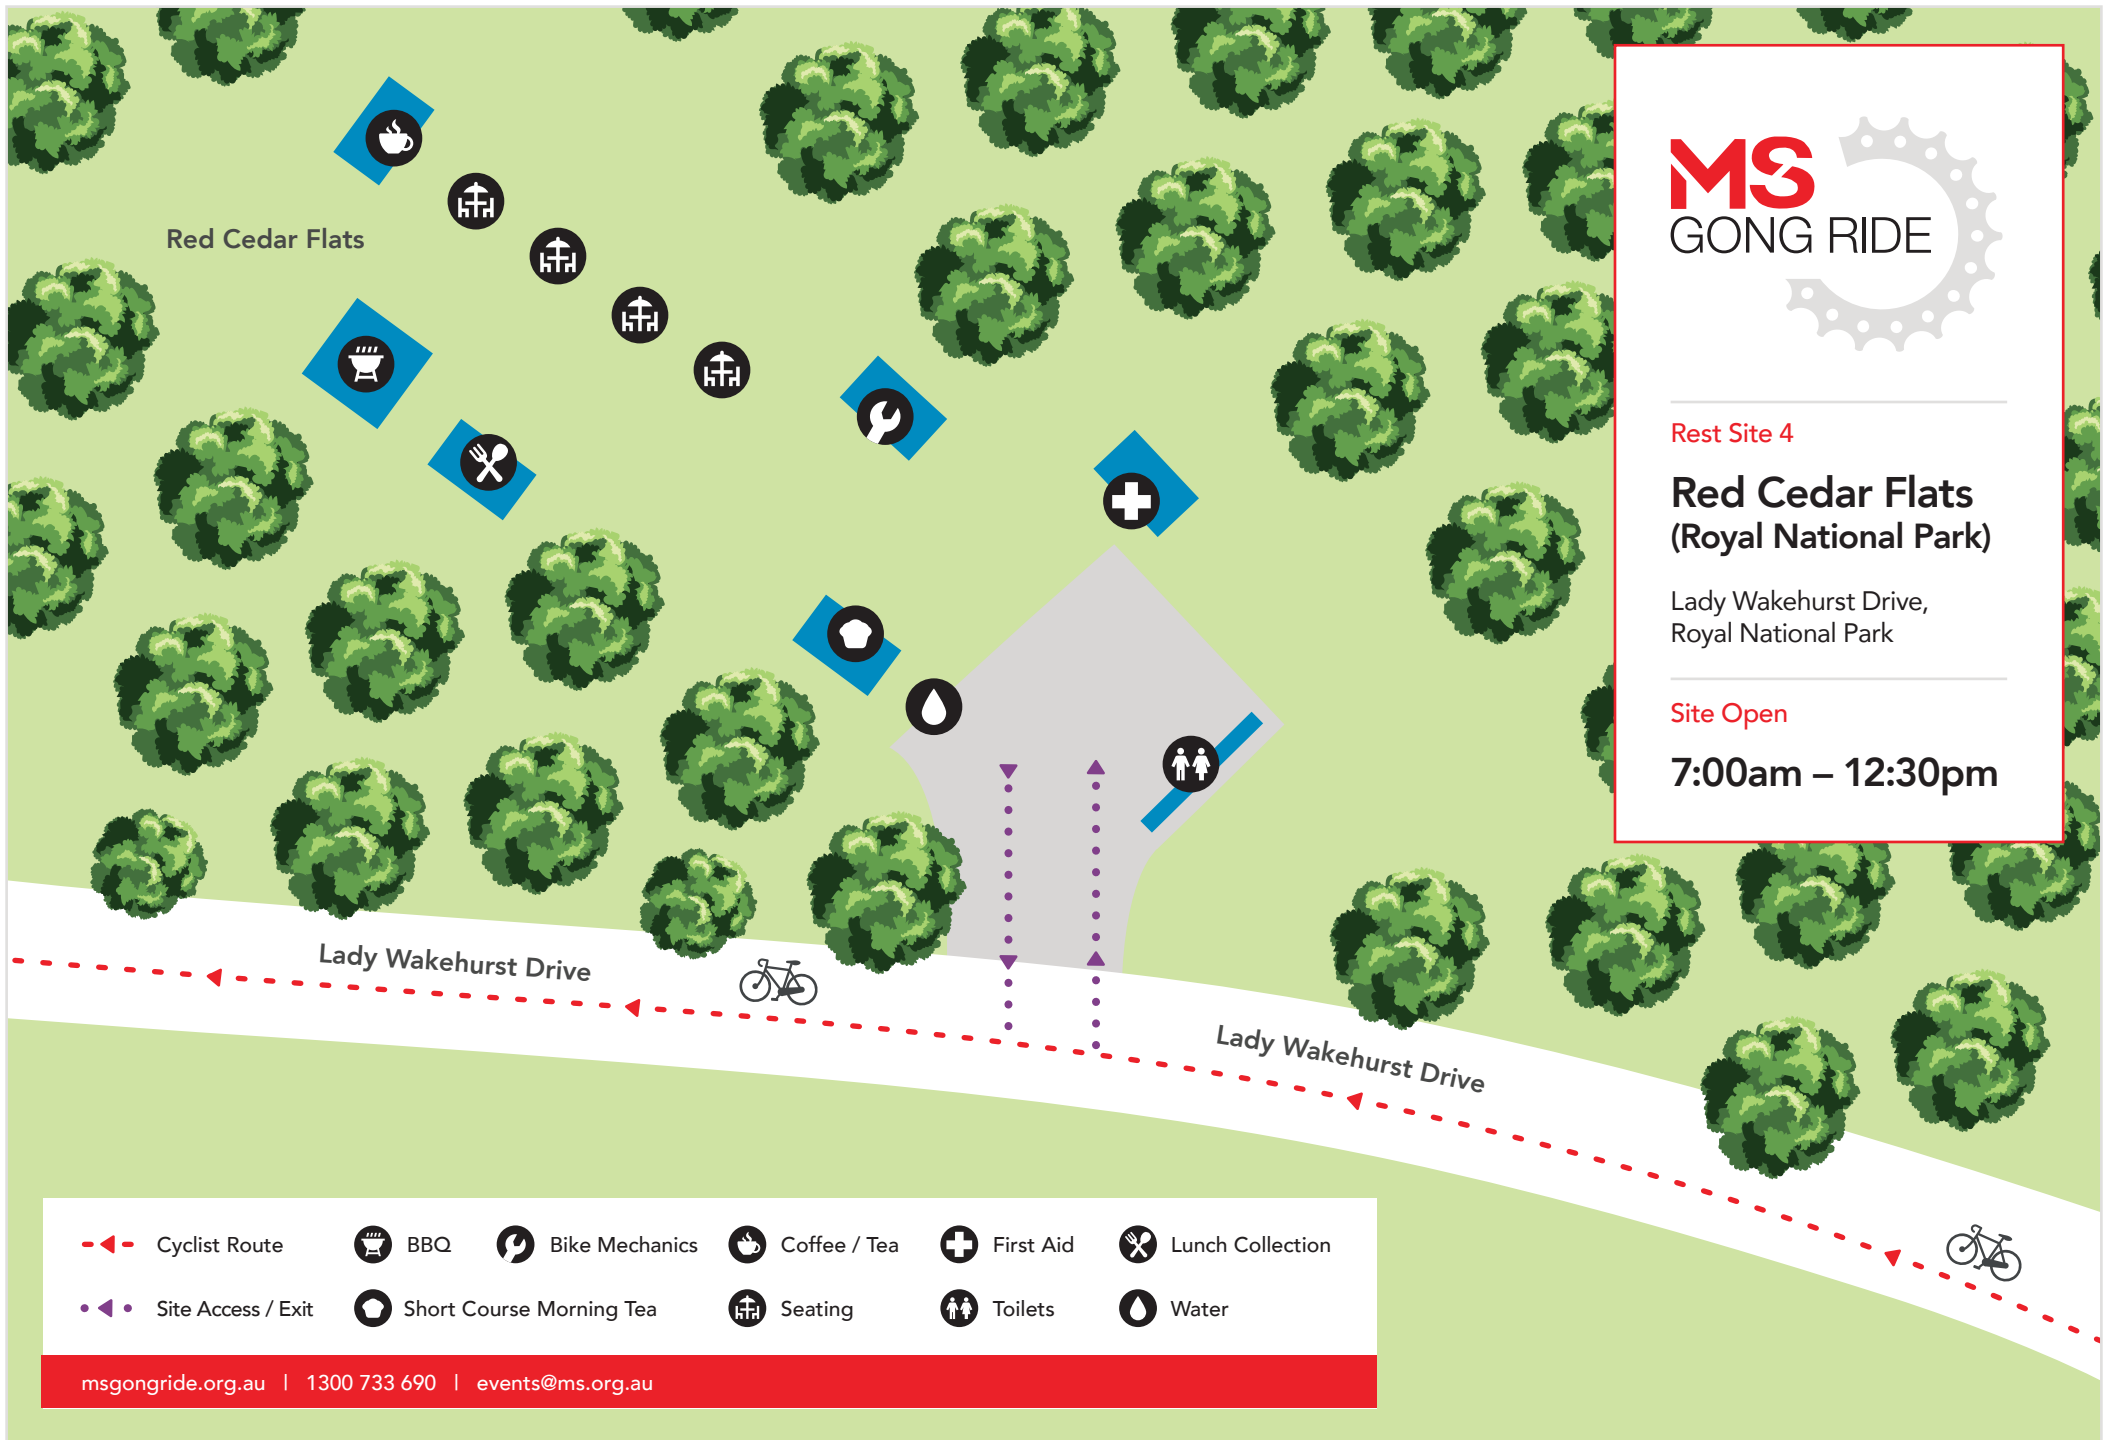 Red Cedar Flats
MS
GONG RIDE
Rest Site 4
Red Cedar Flats
(Royal National Park)
Lady Wakehurst Drive,
Royal National Park
Site Open
7:00am – 12:30pm
Lady Wakehurst Drive
Lady Wakehurst Drive
Cyclist Route
BBQ
Bike Mechanics
Coffee / Tea
First Aid
Lunch Collection
Site Access / Exit
Short Course Morning Tea
Seating
Toilets
Water
msgongride.org.au | 1300 733 690 | events@ms.org.au